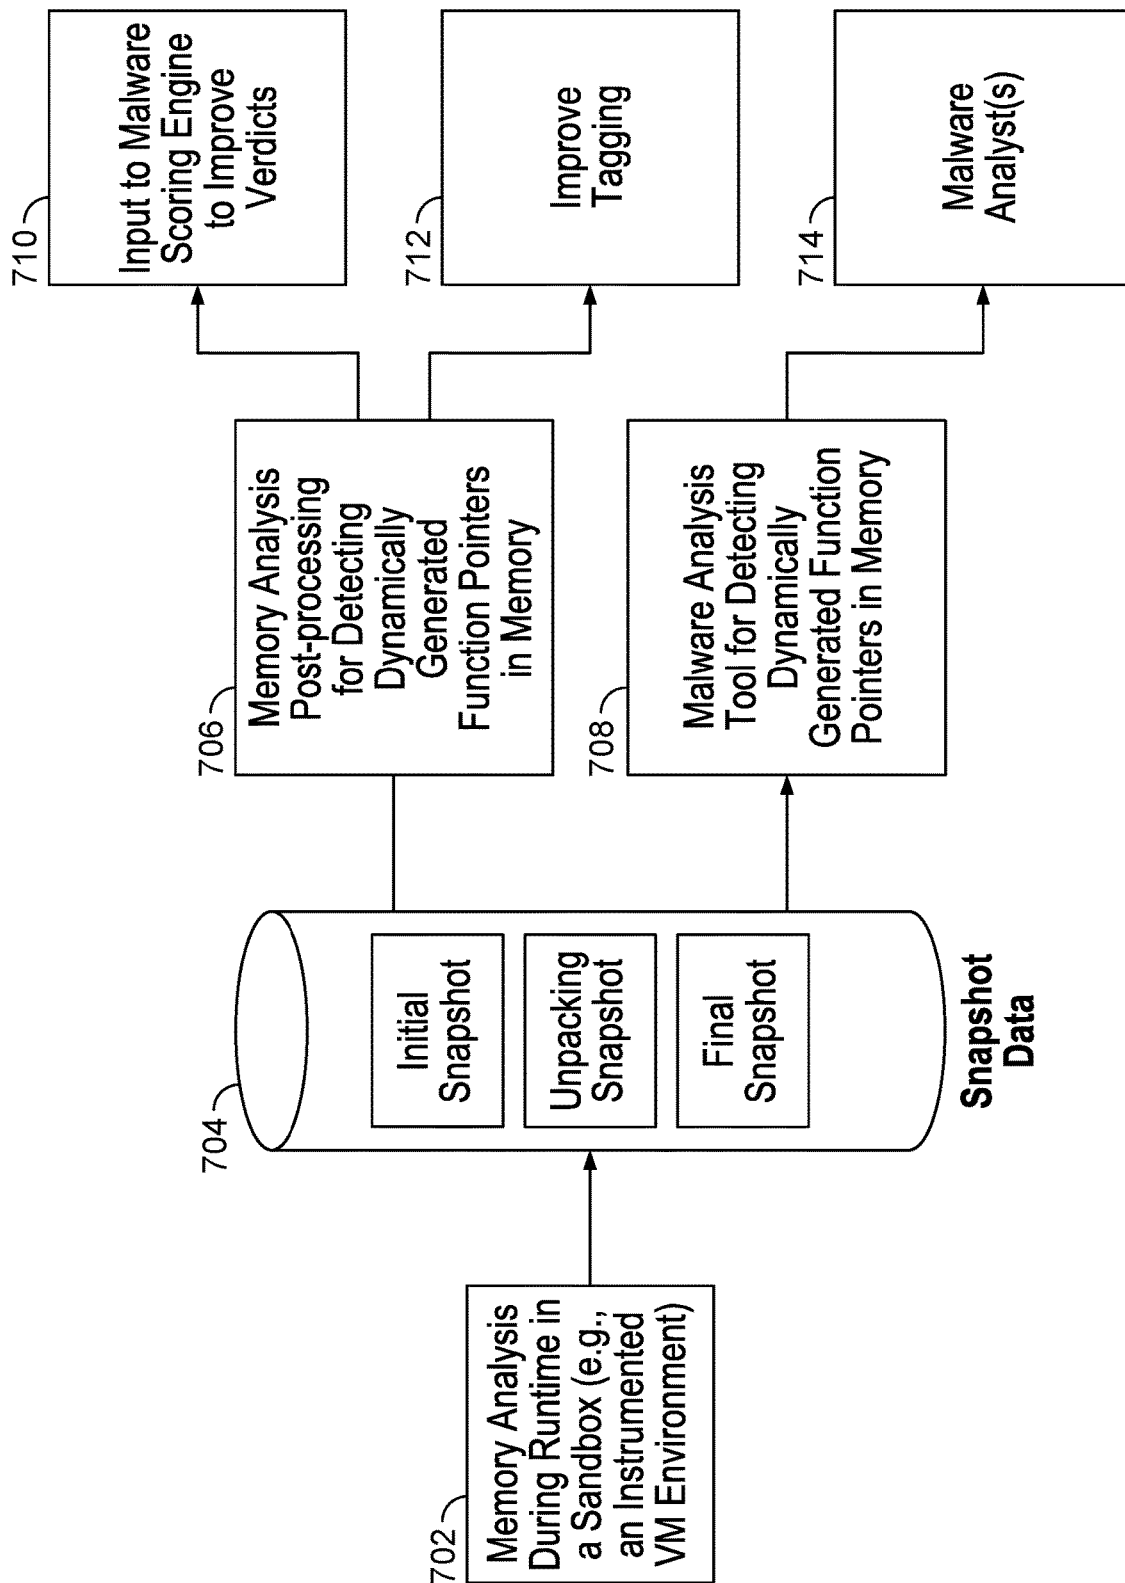 702
Memory Analysis
During Runtime in
a Sandbox (e.g.,
an Instrumented
VM Environment)
704
Initial
Snapshot
Unpacking
Snapshot
Final
Snapshot
Snapshot
Data
706
Memory Analysis
Post-processing
for Detecting
Dynamically
Generated
Function Pointers
in Memory
708
Malware Analysis
Tool for Detecting
Dynamically
Generated Function
Pointers in Memory
710
Input to Malware
Scoring Engine
to Improve
Verdicts
712
Improve
Tagging
714
Malware
Analyst(s)